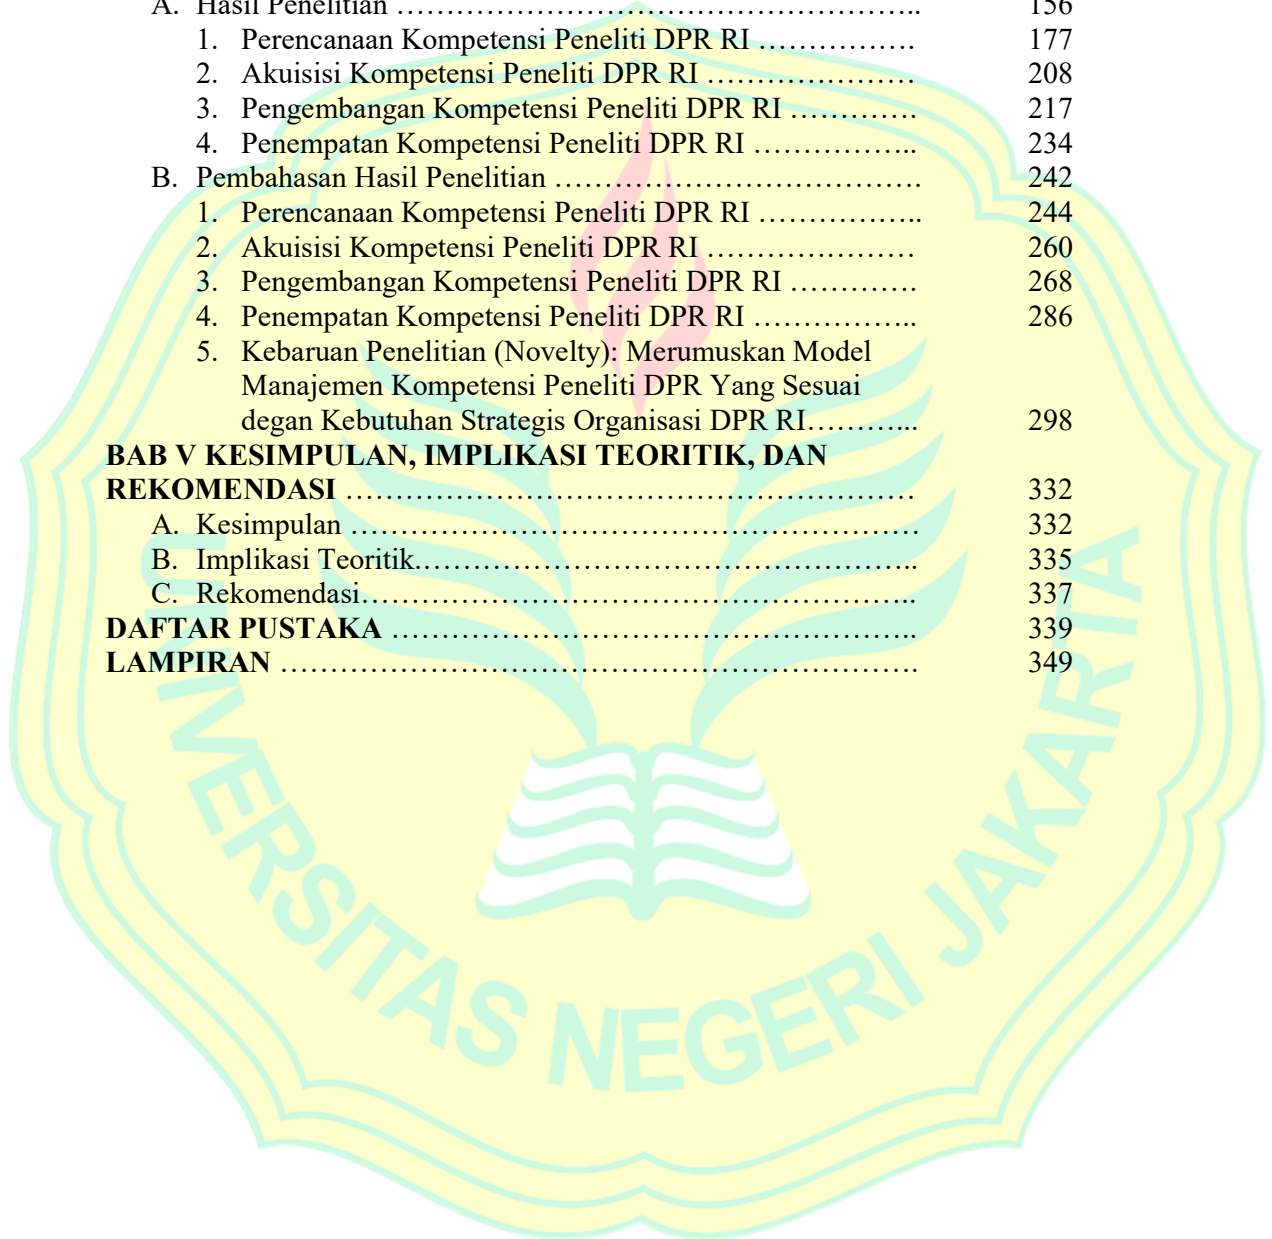 A. Hasil Penelitian ……………………………………………….. 156
1. Perencanaan Kompetensi Peneliti DPR RI ……………. 177
2. Akuisisi Kompetensi Peneliti DPR RI …………………. 208
3. Pengembangan Kompetensi Peneliti DPR RI …………. 217
4. Penempatan Kompetensi Peneliti DPR RI …………….. 234
B. Pembahasan Hasil Penelitian ………………………………. 242
1. Perencanaan Kompetensi Peneliti DPR RI …………….. 244
2. Akuisisi Kompetensi Peneliti DPR RI ………………… 260
3. Pengembangan Kompetensi Peneliti DPR RI …………. 268
4. Penempatan Kompetensi Peneliti DPR RI …………….. 286
5. Kebaruan Penelitian (Novelty): Merumuskan Model
Manajemen Kompetensi Peneliti DPR Yang Sesuai
degan Kebutuhan Strategis Organisasi DPR RI……….. 298
BAB V KESIMPULAN, IMPLIKASI TEORITIK, DAN
REKOMENDASI ………………………………………………… 332
A. Kesimpulan ………………………………………………… 332
B. Implikasi Teoritik………………………………………….. 335
C. Rekomendasi……………………………………………….. 337
DAFTAR PUSTAKA …………………………………………….. 339
LAMPIRAN ………………………………………………………. 349
UNIVERSITAS NEGERI JAKARTA